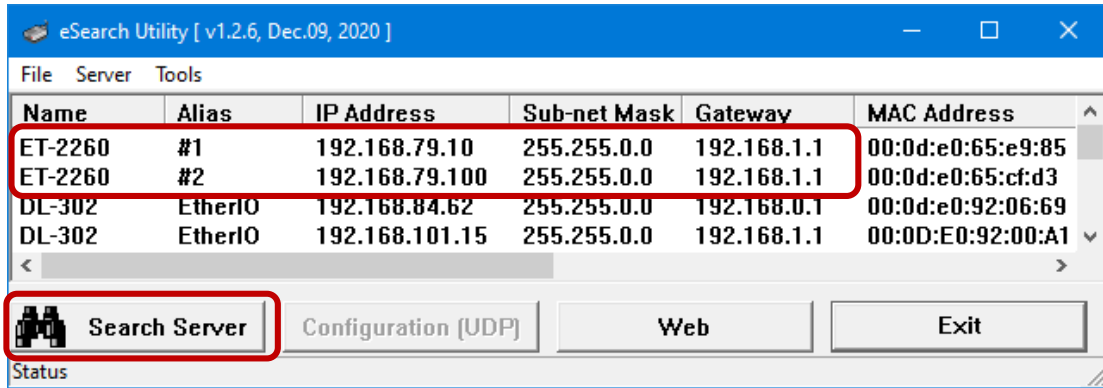 eSearch Utility [ v1.2.6, Dec.09, 2020 ]
File Server Tools
Name Alias IP Address Sub-net Mask Gateway MAC Address
ET-2260 #1 192.168.79.10 255.255.0.0 192.168.1.1 00:0d:e0:65:e9:85
ET-2260 #2 192.168.79.100 255.255.0.0 192.168.1.1 00:0d:e0:65:cf:d3
DL-302 EtherIO 192.168.84.62 255.255.0.0 192.168.0.1 00:0d:e0:92:06:69
DL-302 EtherIO 192.168.101.15 255.255.0.0 192.168.1.1 00:0D:E0:92:00:A1
Search Server Configuration (UDP) Web Exit
Status